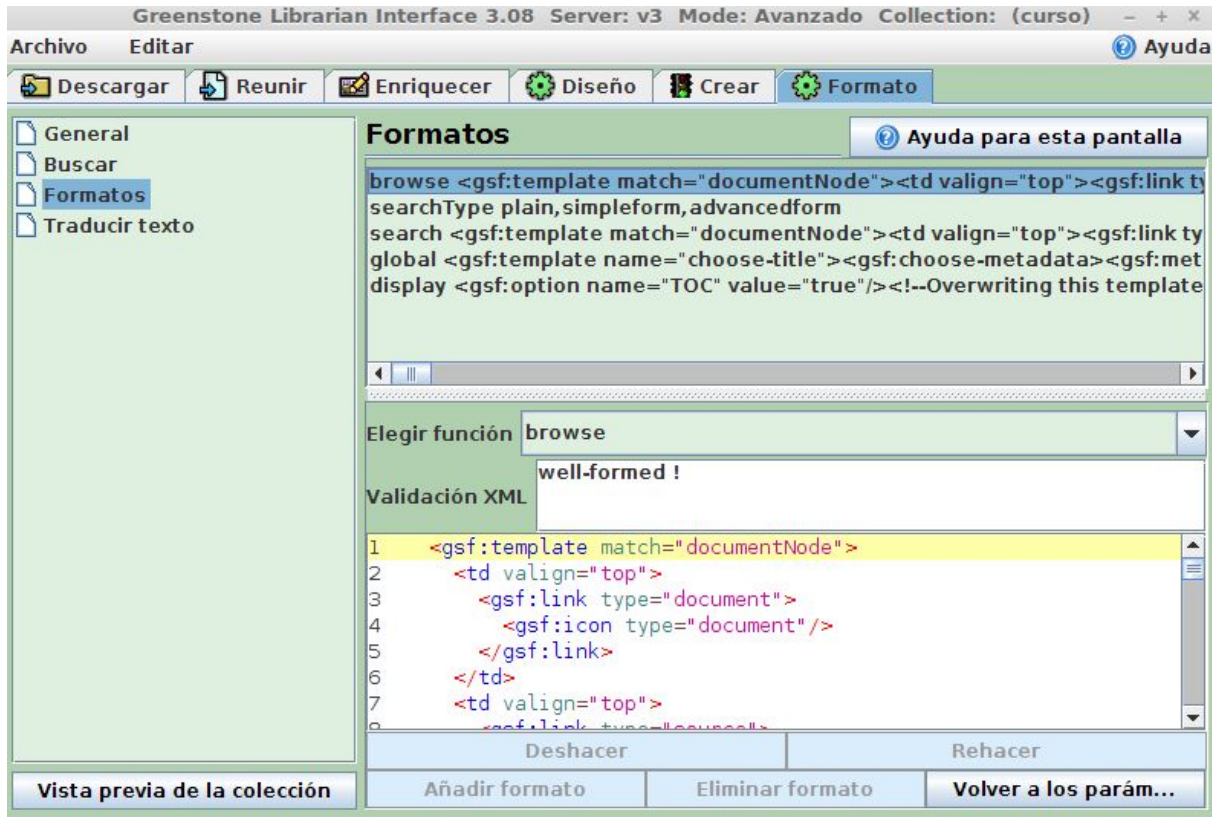 Greenstone Librarian Interface 3.08 Server: v3 Mode: Avanzado Collection: (curso)
Archivo Editar Ayuda
Descargar Reunir Enriquecer Diseño Crear Formato
General
Buscar
Formatos
Traducir texto
Formatos
Ayuda para esta pantalla
browse <gsf:template match="documentNode"><td valign="top"><gsf:link ty
searchType plain,simpleform,advancedform
search <gsf:template match="documentNode"><td valign="top"><gsf:link ty
global <gsf:template name="choose-title"><gsf:choose-metadata><gsf:met
display <gsf:option name="TOC" value="true"/><!--Overwriting this template
Elegir función browse
Validación XML well-formed !
1 <gsf:template match="documentNode">
2 <td valign="top">
3 <gsf:link type="document">
4 <gsf:icon type="document"/>
5 </gsf:link>
6 </td>
7 <td valign="top">
8 <gsf:link type="source">
Deshacer Rehacer
Añadir formato Eliminar formato Volver a los parám...
Vista previa de la colección